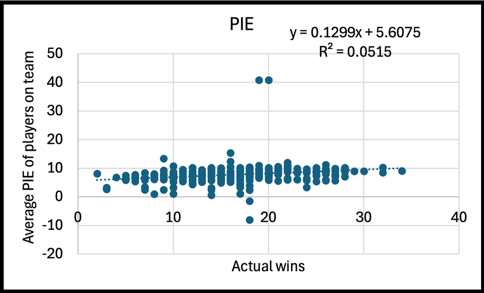 PIE
y = 0.1299x + 5.6075
R² = 0.0515
Average PIE of players on team
50
40
30
20
10
0
-10
-20
0 10 20 30 40
Actual wins